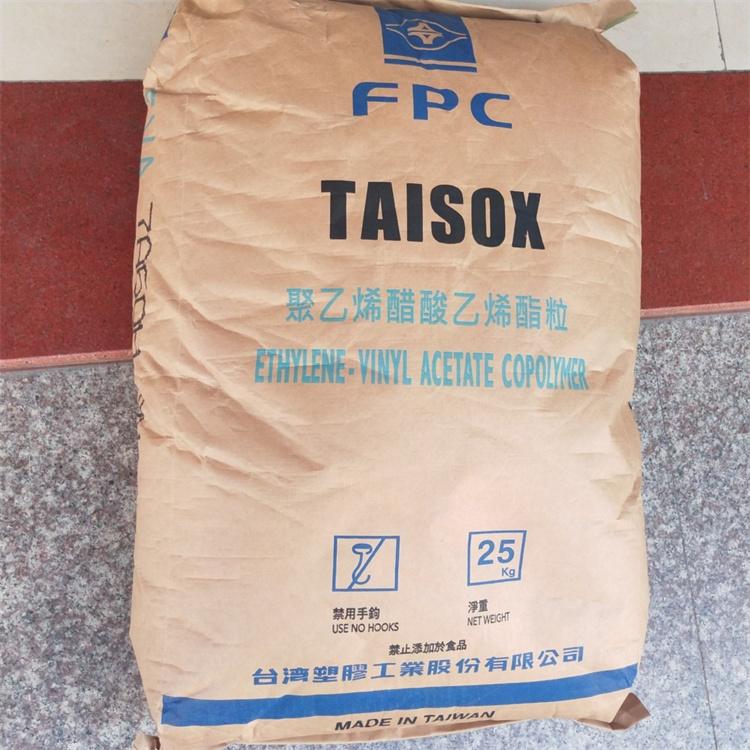 FPC
TAISOX
聚乙烯醋酸乙烯酯粒
ETHYLENE-VINYL ACETATE COPOLYMER
25
Kg
禁用手鈎
USE NO HOOKS
淨重
NET WEIGHT
禁止添加於食品
台灣塑膠工業股份有限公司
MADE IN TAIWAN